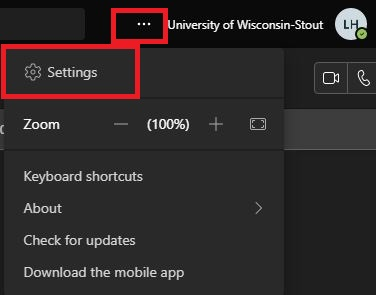 ... University of Wisconsin-Stout LH
Settings
Zoom — (100%) +
Keyboard shortcuts
About >
Check for updates
Download the mobile app